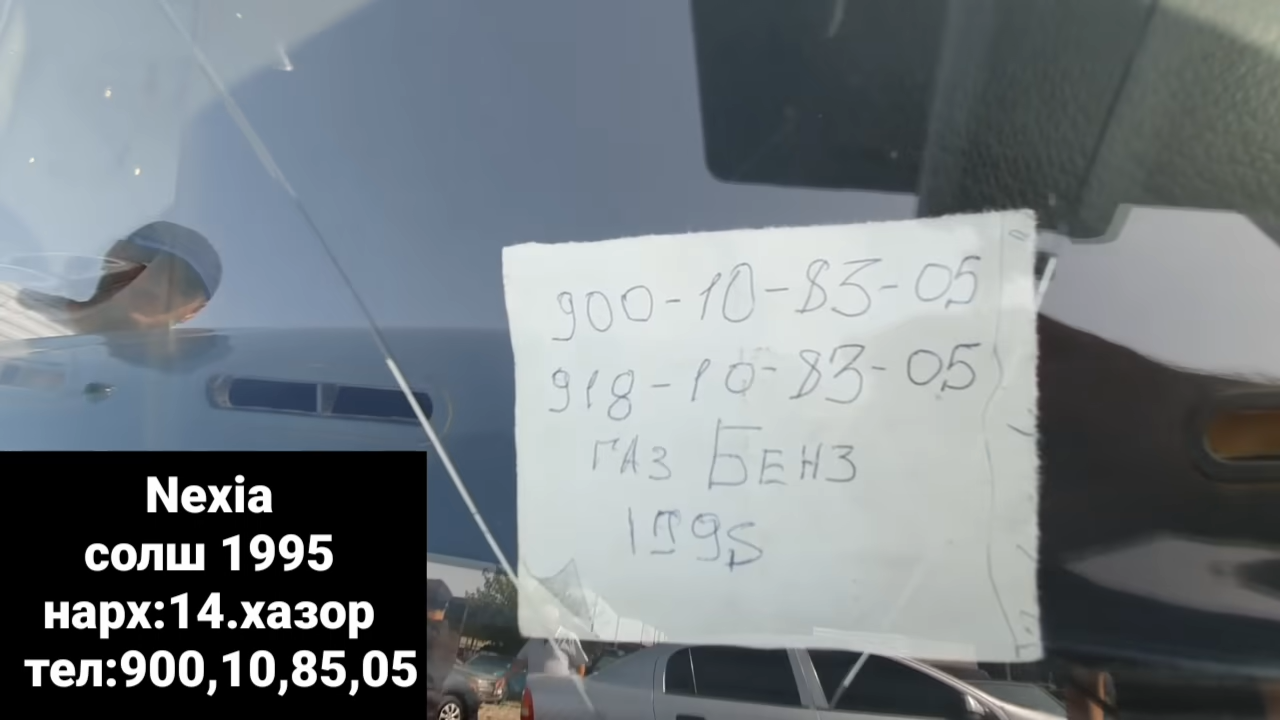 900-10-83-05
918-10-83-05
ГАЗ БЕНЗ
1995
Nexia
солш 1995
нарх:14.хазор
тел:900,10,85,05